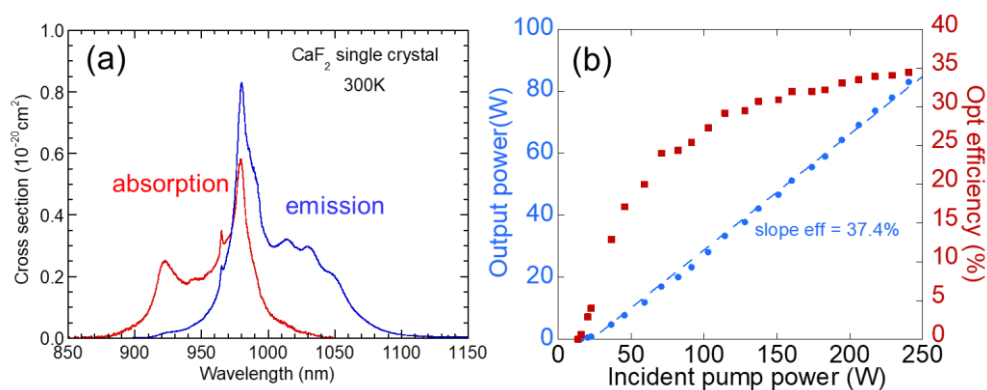 (a)
CaF2 single crystal
300K
absorption
emission
Cross section (10⁻²⁰cm²)
1.0
0.8
0.6
0.4
0.2
0.0
850 900 950 1000 1050 1100 1150
Wavelength (nm)
(b)
Output power(W)
100
80
60
40
20
0
slope eff = 37.4%
0 50 100 150 200 250
Incident pump power (W)
40
35
30
25
20
15
10
5
0
Opt efficiency (%)